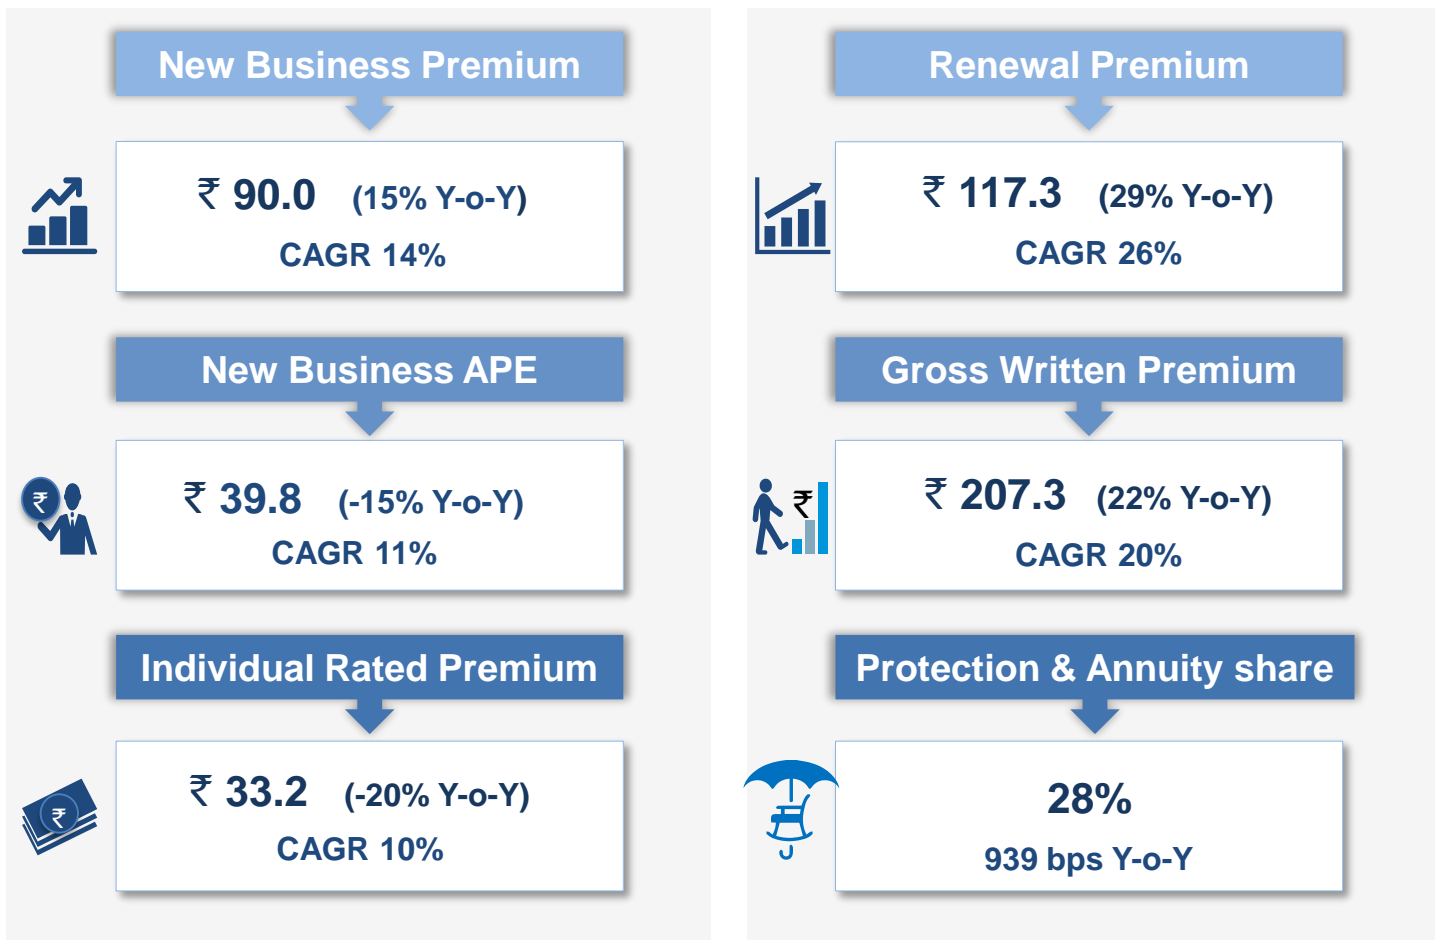 New Business Premium
₹ 90.0 (15% Y-o-Y)
CAGR 14%
New Business APE
₹
₹ 39.8 (-15% Y-o-Y)
CAGR 11%
Individual Rated Premium
₹
₹ 33.2 (-20% Y-o-Y)
CAGR 10%
Renewal Premium
₹ 117.3 (29% Y-o-Y)
CAGR 26%
Gross Written Premium
₹
₹ 207.3 (22% Y-o-Y)
CAGR 20%
Protection & Annuity share
28%
939 bps Y-o-Y